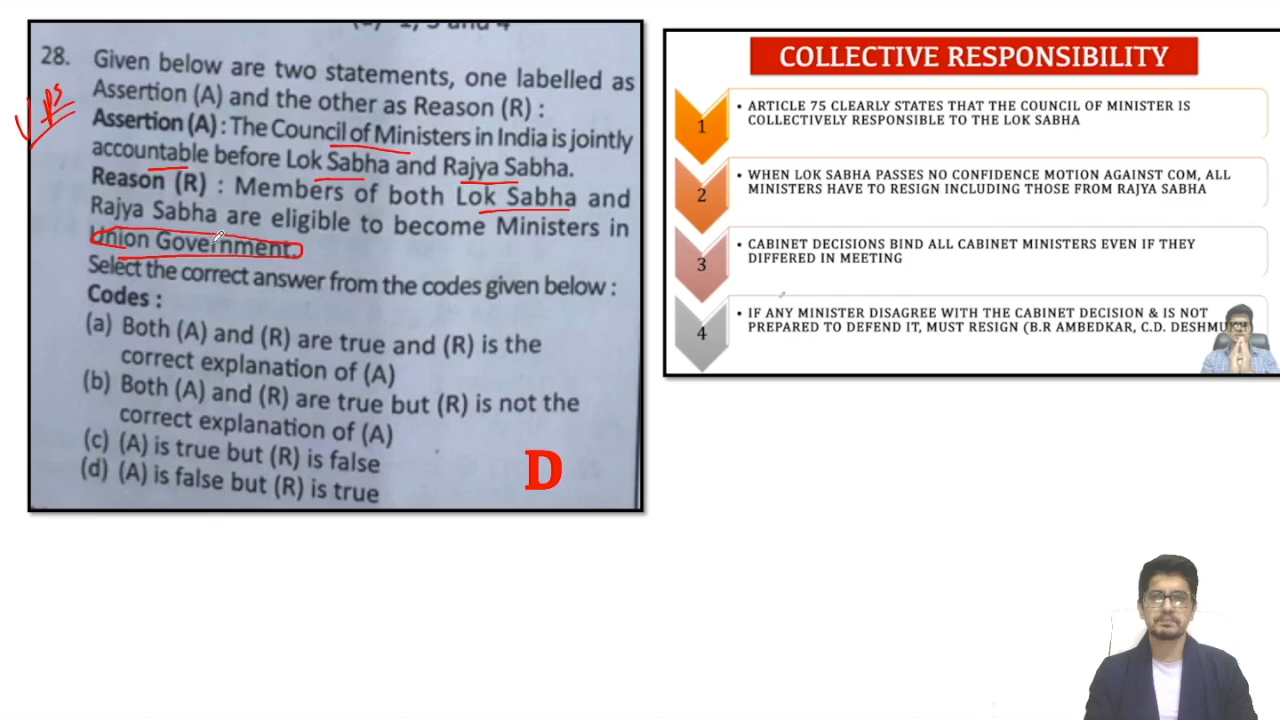 28. Given below are two statements, one labelled as
Assertion (A) and the other as Reason (R) :
Assertion (A) : The Council of Ministers in India is jointly
accountable before Lok Sabha and Rajya Sabha.
Reason (R) : Members of both Lok Sabha and
Rajya Sabha are eligible to become Ministers in
Union Government.
Select the correct answer from the codes given below :
Codes :
(a) Both (A) and (R) are true and (R) is the
correct explanation of (A)
(b) Both (A) and (R) are true but (R) is not the
correct explanation of (A)
(c) (A) is true but (R) is false
(d) (A) is false but (R) is true
D
COLLECTIVE RESPONSIBILITY
1
• ARTICLE 75 CLEARLY STATES THAT THE COUNCIL OF MINISTER IS
COLLECTIVELY RESPONSIBLE TO THE LOK SABHA
2
• WHEN LOK SABHA PASSES NO CONFIDENCE MOTION AGAINST COM, ALL
MINISTERS HAVE TO RESIGN INCLUDING THOSE FROM RAJYA SABHA
3
• CABINET DECISIONS BIND ALL CABINET MINISTERS EVEN IF THEY
DIFFERED IN MEETING
4
• IF ANY MINISTER DISAGREE WITH THE CABINET DECISION & IS NOT
PREPARED TO DEFEND IT, MUST RESIGN (B.R AMBEDKAR, C.D.